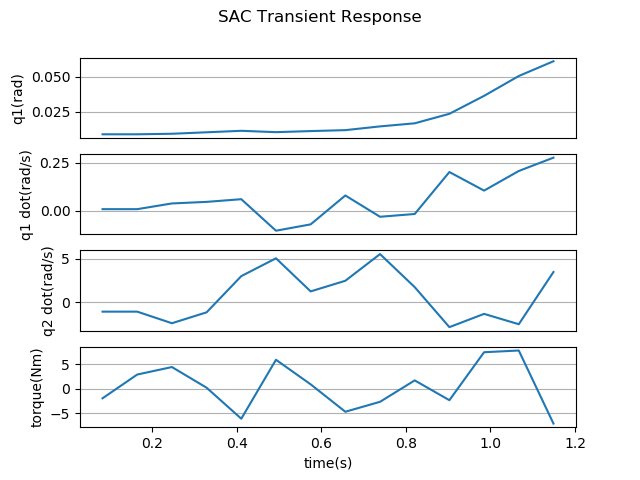 SAC Transient Response
q1(rad)
0.050
0.025
q1 dot(rad/s)
0.25
0.00
q2 dot(rad/s)
5
0
torque(Nm)
5
0
−5
0.2 0.4 0.6 0.8 1.0 1.2
time(s)